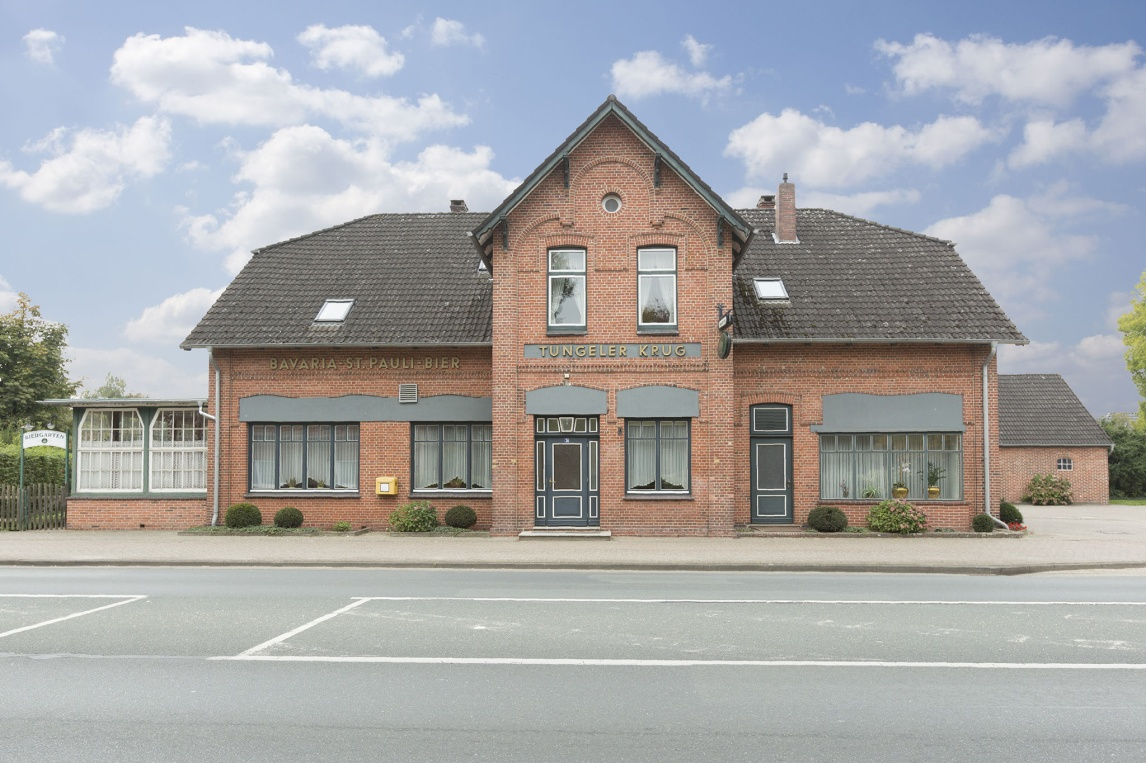 BAVARIA-ST. PAULI-BIER
TUNGELER KRUG
BIERGARTEN